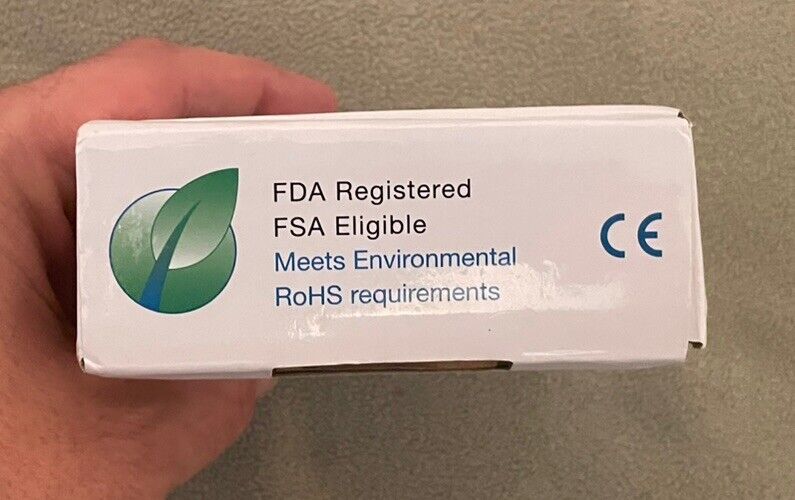 FDA Registered
FSA Eligible
Meets Environmental
RoHS requirements
CE